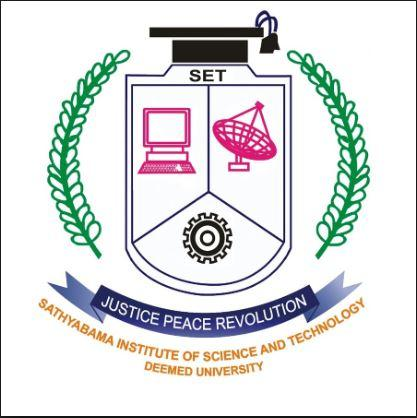 SET
JUSTICE PEACE REVOLUTION
SATHYABAMA INSTITUTE OF SCIENCE AND TECHNOLOGY
DEEMED UNIVERSITY